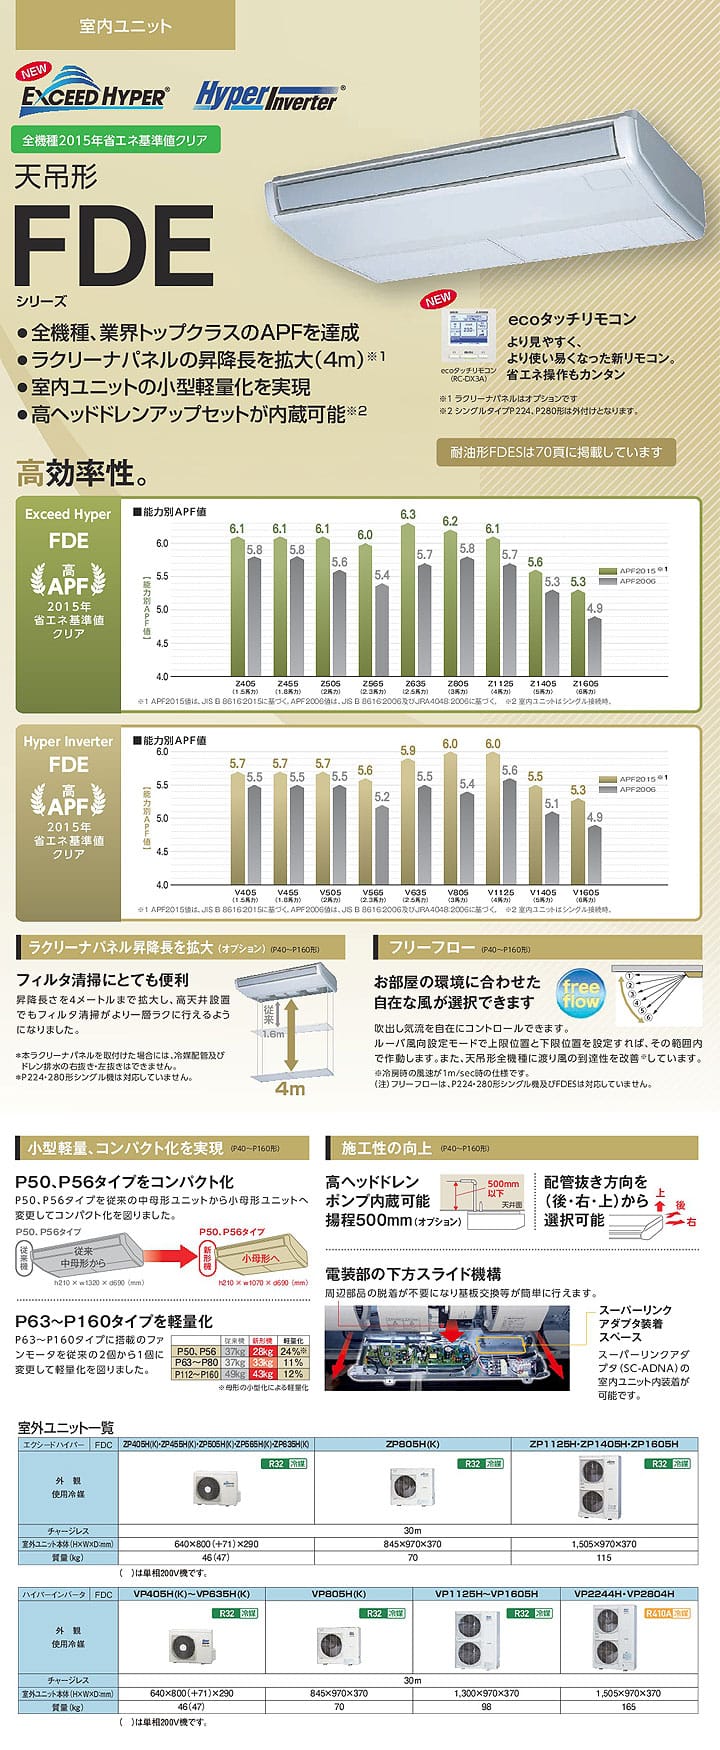 室内ユニット
NEW
EXCEED HYPER®
Hyper Inverter®
全機種2015年省エネ基準値クリア
天吊形
FDE
シリーズ
●全機種、業界トップクラスのAPFを達成
●ラクリーナパネルの昇降長を拡大(4m)※1
●室内ユニットの小型軽量化を実現
●高ヘッドドレンアップセットが内蔵可能※2
NEW
ecoタッチリモコン
(RC-DX3A)
ecoタッチリモコン
より見やすく、
より使い易くなった新リモコン。
省エネ操作もカンタン
※1 ラクリーナパネルはオプションです
※2 シングルタイプP224、P280形は外付けとなります。
耐油形FDESは70頁に掲載しています
高効率性。
Exceed Hyper
FDE
高
APF
2015年
省エネ基準値
クリア
■能力別APF値
【能力別APF値】
6.0
5.5
5.0
4.5
4.0
6.1 5.8 6.1 5.8 6.1 5.6 6.0 5.4 6.3 5.7 6.2 5.8 6.1 5.7 5.6 5.3 5.3 4.9
APF2015※1
APF2006
Z405 Z455 Z505 Z565 Z635 Z805 Z1125 Z1405 Z1605
(1.5馬力) (1.8馬力) (2馬力) (2.3馬力) (2.5馬力) (3馬力) (4馬力) (5馬力) (6馬力)
※1 APF2015値は、JIS B 8616:2015に基づく。APF2006値は、JIS B 8616:2006及びJRA4048:2006に基づく。 ※2 室内ユニットはシングル接続時。
Hyper Inverter
FDE
高
APF
2015年
省エネ基準値
クリア
■能力別APF値
【能力別APF値】
6.0
5.5
5.0
4.5
4.0
5.7 5.5 5.7 5.5 5.7 5.5 5.6 5.2 5.9 5.5 6.0 5.4 6.0 5.6 5.5 5.1 5.3 4.9
APF2015※1
APF2006
V405 V455 V505 V565 V635 V805 V1125 V1405 V1605
(1.5馬力) (1.8馬力) (2馬力) (2.3馬力) (2.5馬力) (3馬力) (4馬力) (5馬力) (6馬力)
※1 APF2015値は、JIS B 8616:2015に基づく。APF2006値は、JIS B 8616:2006及びJRA4048:2006に基づく。 ※2 室内ユニットはシングル接続時。
ラクリーナパネル昇降長を拡大(オプション)(P40〜P160形)
フィルタ清掃にとても便利
昇降長さを4メートルまで拡大し、高天井設置
でもフィルタ清掃がより一層ラクに行えるよう
になりました。
※本ラクリーナパネルを取付けた場合には、冷媒配管及び
ドレン排水の右抜き・左抜きはできません。
※P224・280形シングル機は対応していません。
従来
1.6m
4m
フリーフロー (P40〜P160形)
お部屋の環境に合わせた
自在な風が選択できます
free
flow
①
②
③
④
⑤
⑥
吹出し気流を自在にコントロールできます。
ルーバ風向設定モードで上限位置と下限位置を設定すれば、その範囲内
で作動します。また、天吊形全機種に渡り風の到達性を改善※しています。
※冷房時の風速が1m/sec時の仕様です。
(注)フリーフローは、P224・280形シングル機及びFDESは対応していません。
小型軽量、コンパクト化を実現 (P40〜P160形)
P50、P56タイプをコンパクト化
P50、P56タイプを従来の中母形ユニットから小母形ユニットへ
変更してコンパクト化を図りました。
P50、P56タイプ
従来機
従来
中母形から
h210 × w1320 × d690 (mm)
P50、P56タイプ
新形機
小母形へ
h210 × w1070 × d690 (mm)
P63〜P160タイプを軽量化
P63〜P160タイプに搭載のファ
ンモータを従来の2個から1個に
変更して軽量化を図りました。
従来機 新形機 軽量化
P50、P56 37kg 28kg 24%※
P63〜P80 37kg 33kg 11%
P112〜P160 49kg 43kg 12%
※母形の小型化による軽量化
施工性の向上 (P40〜P160形)
高ヘッドドレン
ポンプ内蔵可能
揚程500mm(オプション)
500mm
以下
天井面
配管抜き方向を
(後・右・上)から
選択可能
上
後
右
電装部の下方スライド機構
周辺部品の脱着が不要になり基板交換等が簡単に行えます。
スーパーリンク
アダプタ装着
スペース
スーパーリンクアダ
プタ(SC-ADNA)の
室内ユニット内装着が
可能です。
室外ユニット一覧
エクシードハイパー FDC ZP405H(K)・ZP455H(K)・ZP505H(K)・ZP565H(K)・ZP635H(K) ZP805H(K) ZP1125H・ZP1405H・ZP1605H
外 観
使用冷媒
R32 冷媒 R32 冷媒 R32 冷媒
チャージレス 30m
室外ユニット本体(H×W×D:mm) 640×800(+71)×290 845×970×370 1,505×970×370
質量(kg) 46(47) 70 115
( )は単相200V機です。
ハイパーインバータ FDC VP405H(K)〜VP635H(K) VP805H(K) VP1125H〜VP1605H VP2244H・VP2804H
外 観
使用冷媒
R32 冷媒 R32 冷媒 R32 冷媒 R410A 冷媒
チャージレス 30m
室外ユニット本体(H×W×D:mm) 640×800(+71)×290 845×970×370 1,300×970×370 1,505×970×370
質量(kg) 46(47) 70 98 165
( )は単相200V機です。